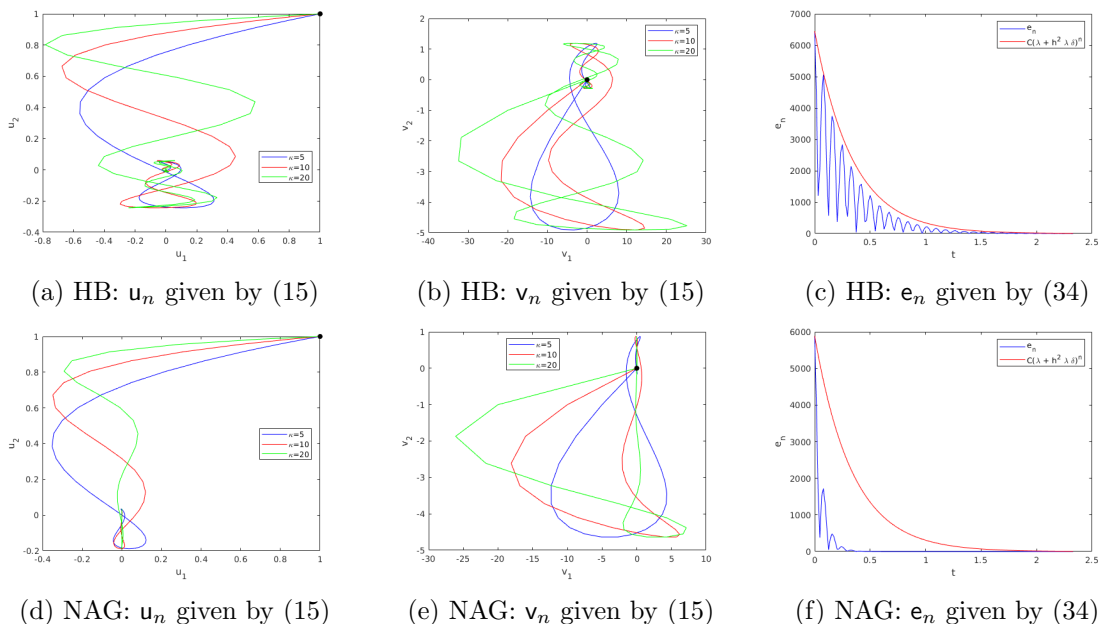 1
0.8
0.6
0.4
0.2
0
-0.2
-0.4
-0.8 -0.6 -0.4 -0.2 0 0.2 0.4 0.6 0.8 1
u₁
u₂
κ=5
κ=10
κ=20
2
1
0
-1
-2
-3
-4
-5
-40 -30 -20 -10 0 10 20 30
v₁
v₂
κ=5
κ=10
κ=20
7000
6000
5000
4000
3000
2000
1000
0
0 0.5 1 1.5 2 2.5
t
eₙ
eₙ
C(λ + h² λ δ)ⁿ
(a) HB: uₙ given by (15)
(b) HB: vₙ given by (15)
(c) HB: eₙ given by (34)
1
0.8
0.6
0.4
0.2
0
-0.2
-0.4 -0.2 0 0.2 0.4 0.6 0.8 1
u₁
u₂
κ=5
κ=10
κ=20
1
0
-1
-2
-3
-4
-5
-30 -25 -20 -15 -10 -5 0 5 10
v₁
v₂
κ=5
κ=10
κ=20
6000
5000
4000
3000
2000
1000
0
0 0.5 1 1.5 2 2.5
t
eₙ
eₙ
C(λ + h² λ δ)ⁿ
(d) NAG: uₙ given by (15)
(e) NAG: vₙ given by (15)
(f) NAG: eₙ given by (34)